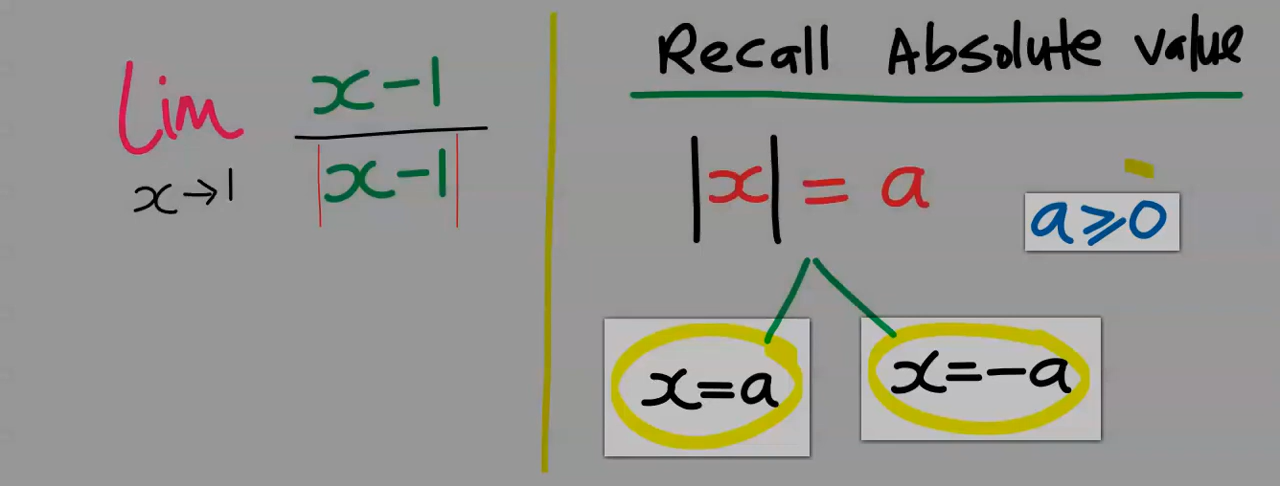 Lim x→1
x-1
|x-1|
Recall Absolute value
|x| = a
a⩾0
x=a
x=-a